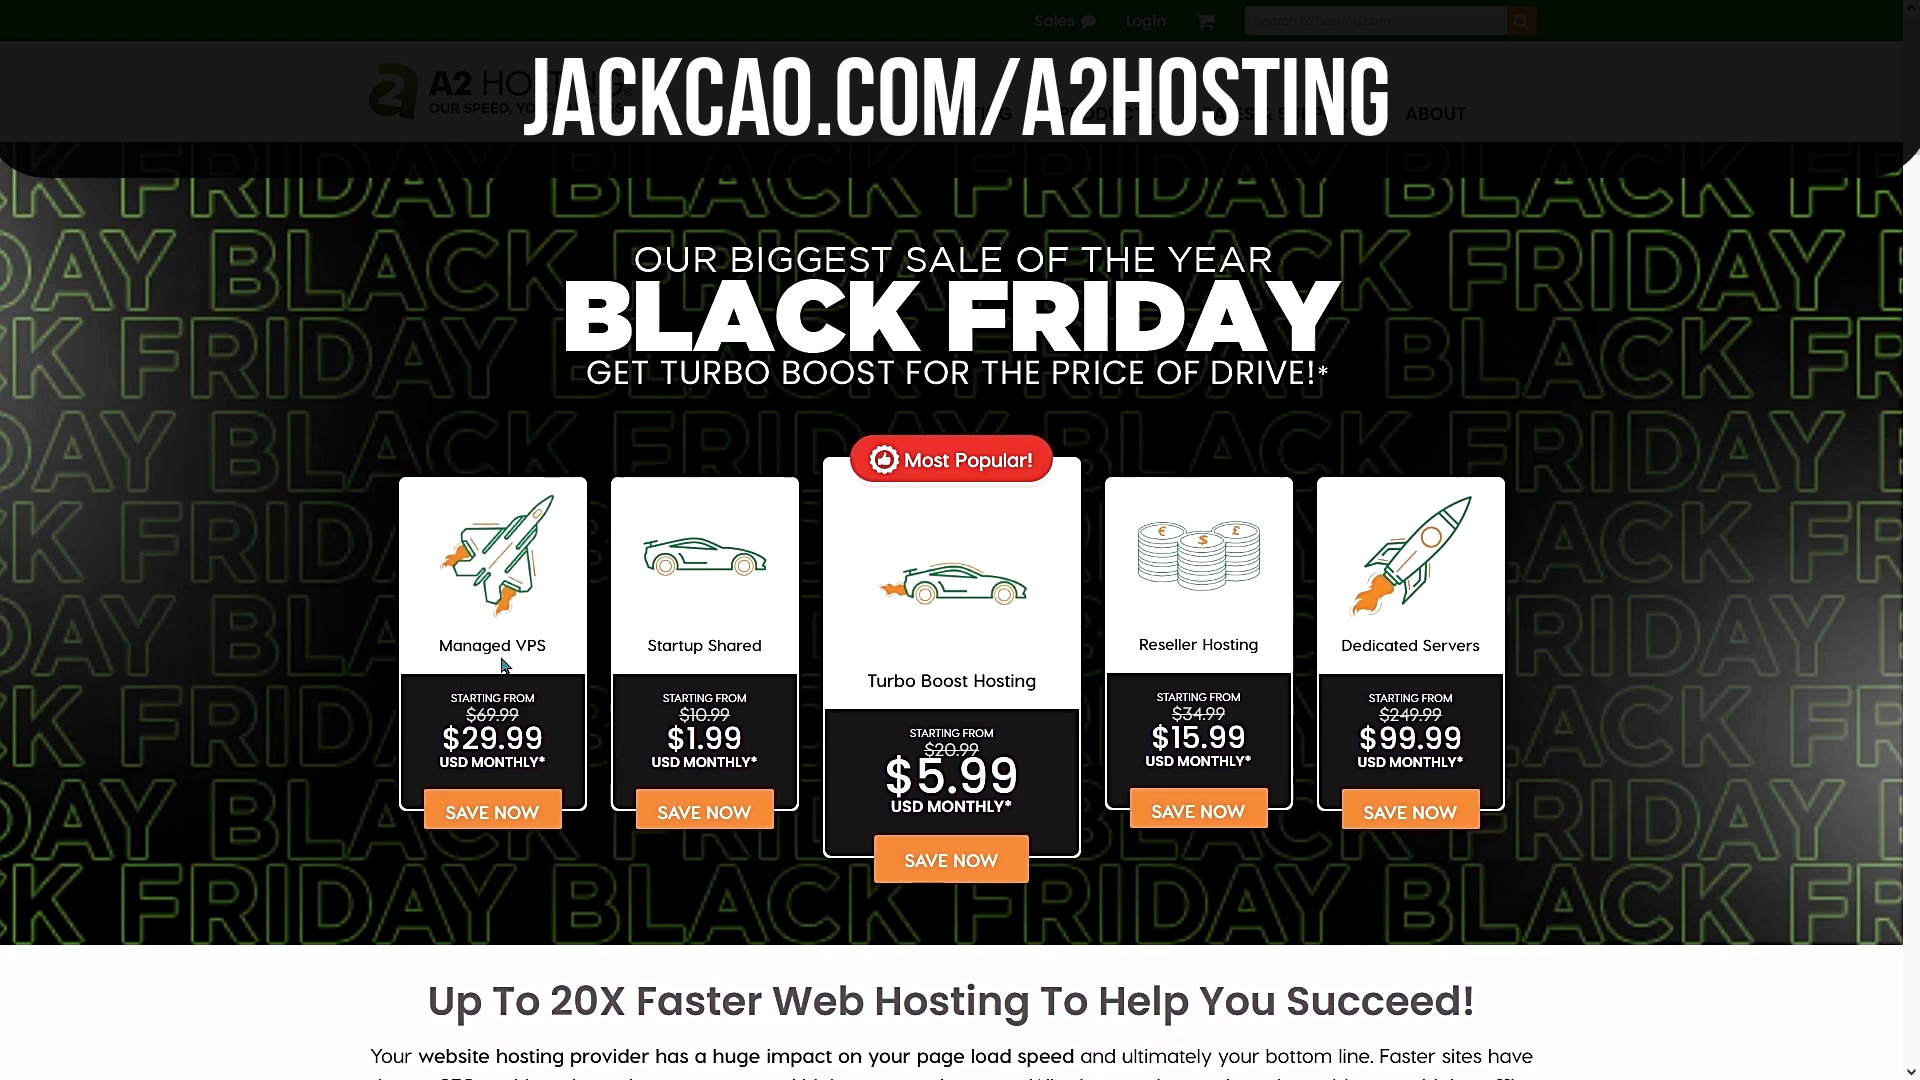 Sales
Login
Search a2hosting.com
JACKCAO.COM/A2HOSTING
A2 HO
OUR SPEED, YO
ABOUT
OUR BIGGEST SALE OF THE YEAR
BLACK FRIDAY
GET TURBO BOOST FOR THE PRICE OF DRIVE!*
Most Popular!
Managed VPS
STARTING FROM
$69.99
$29.99
USD MONTHLY*
SAVE NOW
Startup Shared
STARTING FROM
$10.99
$1.99
USD MONTHLY*
SAVE NOW
Turbo Boost Hosting
STARTING FROM
$20.99
$5.99
USD MONTHLY*
SAVE NOW
Reseller Hosting
STARTING FROM
$34.99
$15.99
USD MONTHLY*
SAVE NOW
Dedicated Servers
STARTING FROM
$249.99
$99.99
USD MONTHLY*
SAVE NOW
Up To 20X Faster Web Hosting To Help You Succeed!
Your website hosting provider has a huge impact on your page load speed and ultimately your bottom line. Faster sites have